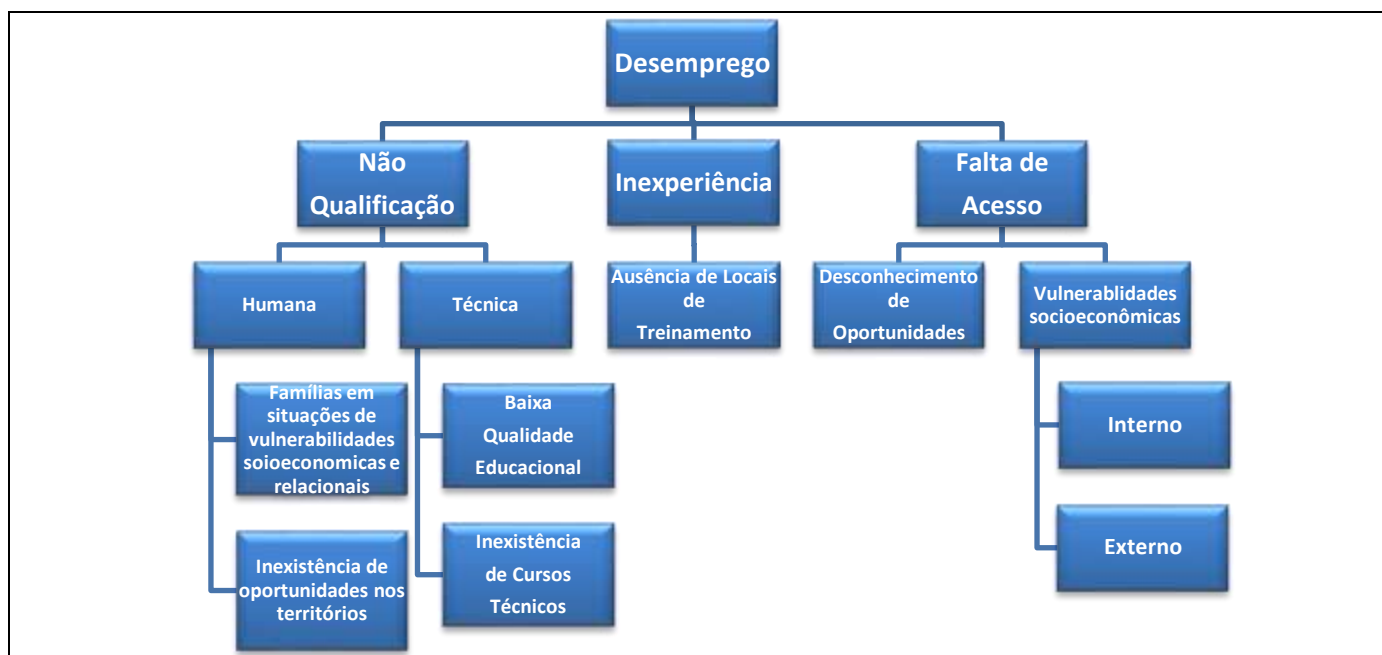 Desemprego
Não
Qualificação
Inexperiência
Falta de
Acesso
Humana
Técnica
Ausência de Locais
de
Treinamento
Desconhecimento
de
Oportunidades
Vulnerablidades
socioeconômicas
Famílias em
situações de
vulnerabilidades
soioeconomicas e
relacionais
Baixa
Qualidade
Educacional
Interno
Inexistência de
oportunidades nos
territórios
Inexistência
de Cursos
Técnicos
Externo